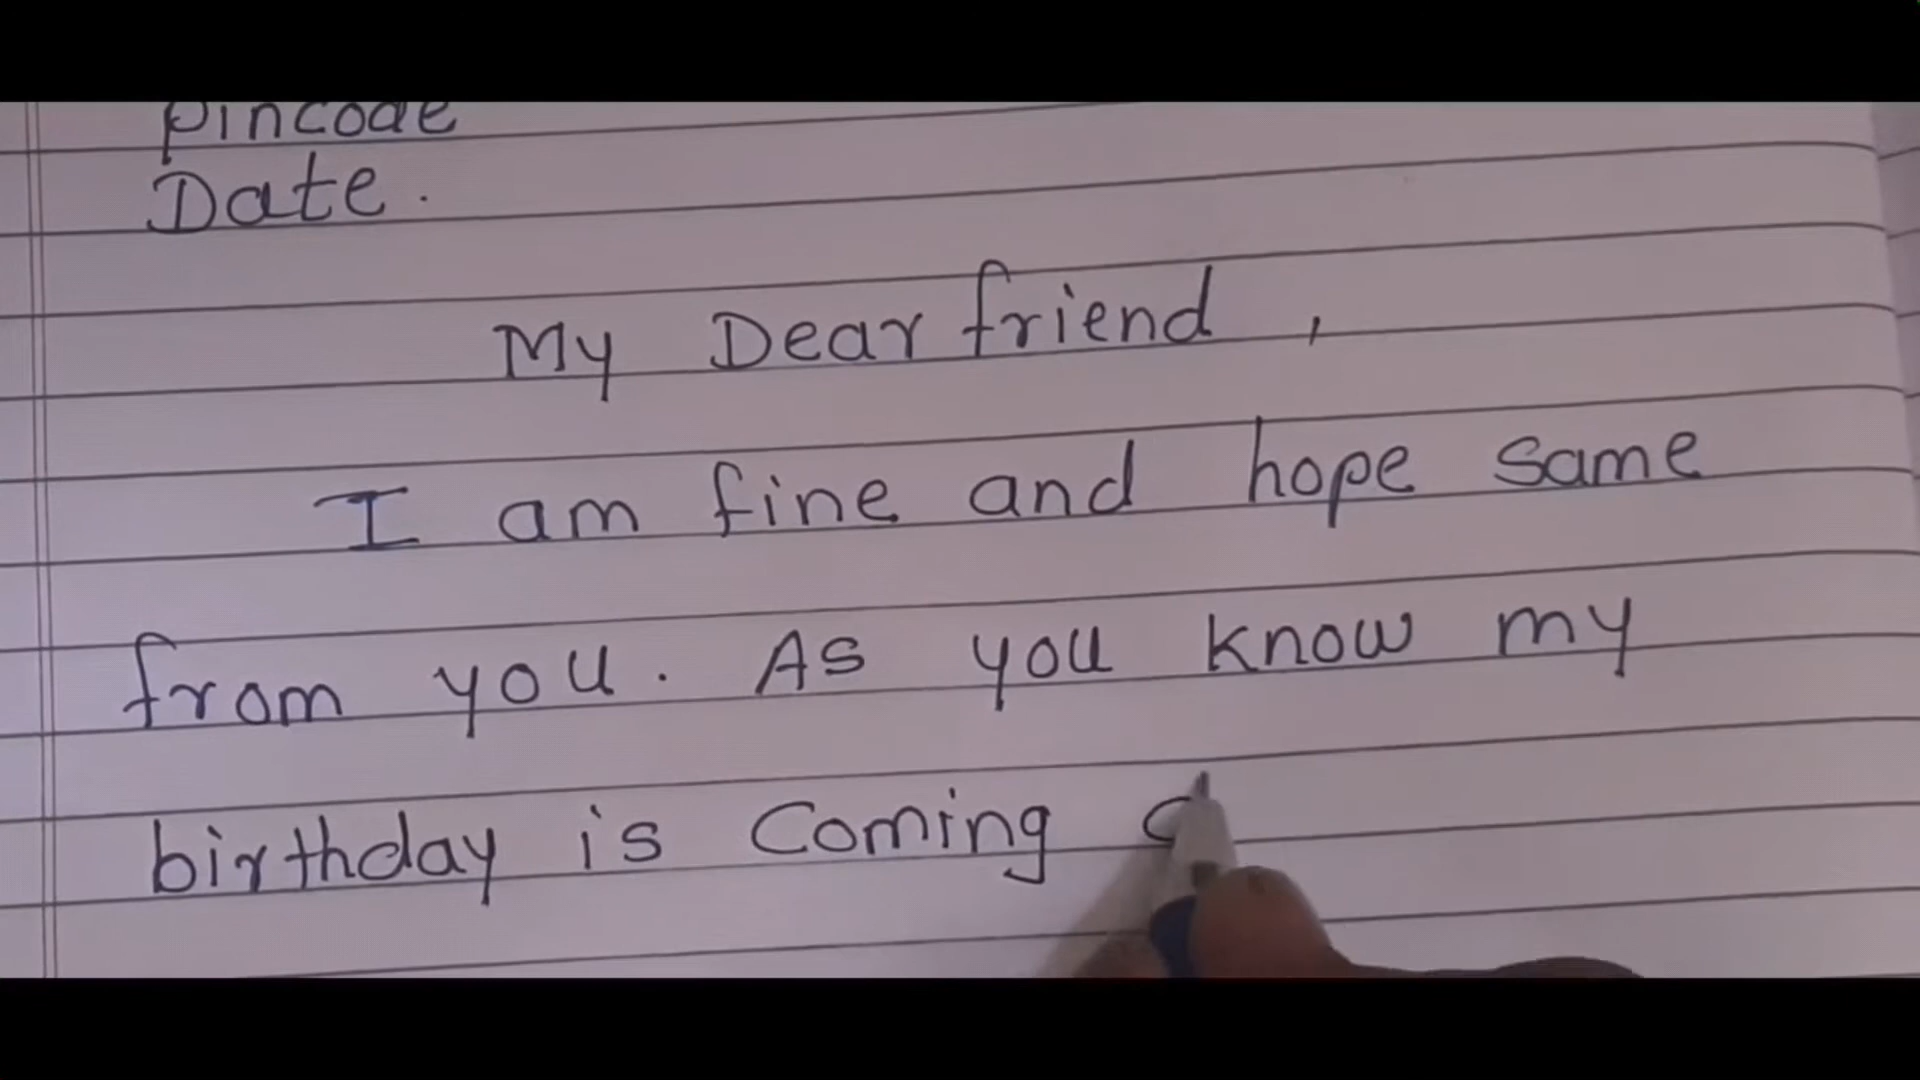 Pincode
Date.
My Dear friend,
I am fine and hope same
from you. As you know my
birthday is Coming